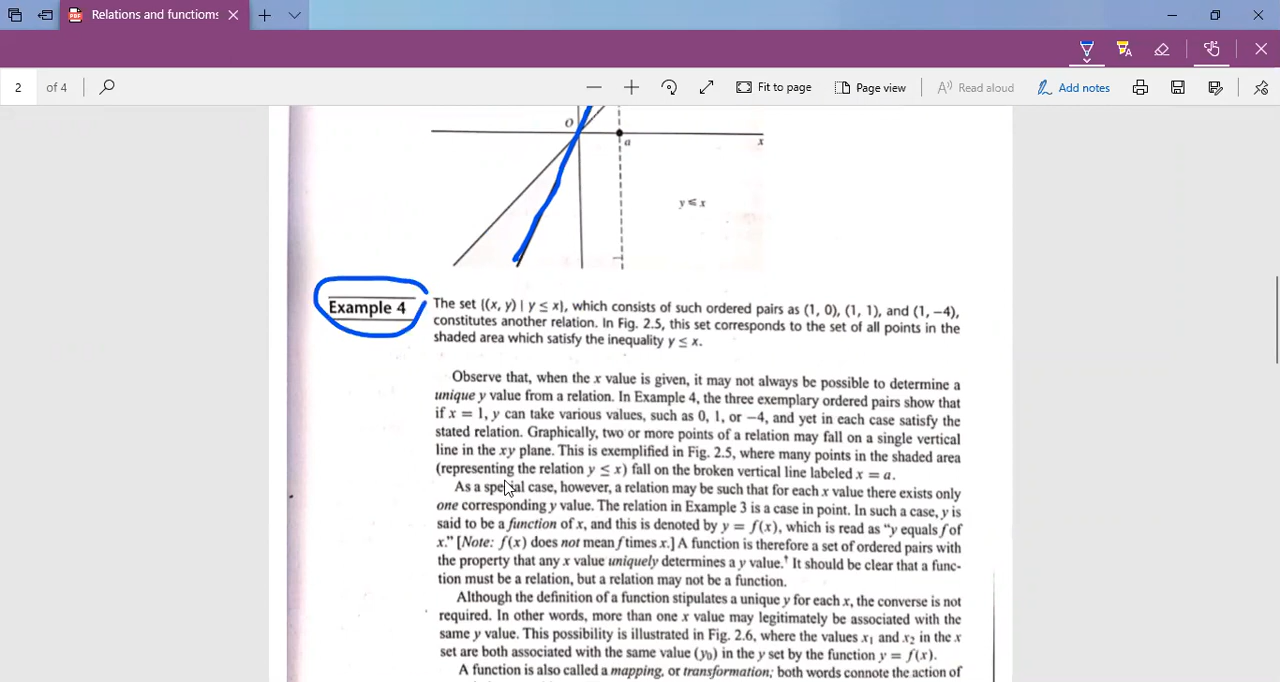 Relations and functioms
2 of 4
Fit to page
Page view
Read aloud
Add notes
O
a
x
y ⩽ x
Example 4
The set {(x, y) | y ≤ x}, which consists of such ordered pairs as (1, 0), (1, 1), and (1, −4),
constitutes another relation. In Fig. 2.5, this set corresponds to the set of all points in the
shaded area which satisfy the inequality y ≤ x.
Observe that, when the x value is given, it may not always be possible to determine a
unique y value from a relation. In Example 4, the three exemplary ordered pairs show that
if x = 1, y can take various values, such as 0, 1, or −4, and yet in each case satisfy the
stated relation. Graphically, two or more points of a relation may fall on a single vertical
line in the xy plane. This is exemplified in Fig. 2.5, where many points in the shaded area
(representing the relation y ≤ x) fall on the broken vertical line labeled x = a.
As a special case, however, a relation may be such that for each x value there exists only
one corresponding y value. The relation in Example 3 is a case in point. In such a case, y is
said to be a function of x, and this is denoted by y = f(x), which is read as “y equals f of
x.” [Note: f(x) does not mean f times x.] A function is therefore a set of ordered pairs with
the property that any x value uniquely determines a y value.† It should be clear that a func-
tion must be a relation, but a relation may not be a function.
Although the definition of a function stipulates a unique y for each x, the converse is not
required. In other words, more than one x value may legitimately be associated with the
same y value. This possibility is illustrated in Fig. 2.6, where the values x₁ and x₂ in the x
set are both associated with the same value (y₀) in the y set by the function y = f(x).
A function is also called a mapping, or transformation; both words connote the action of